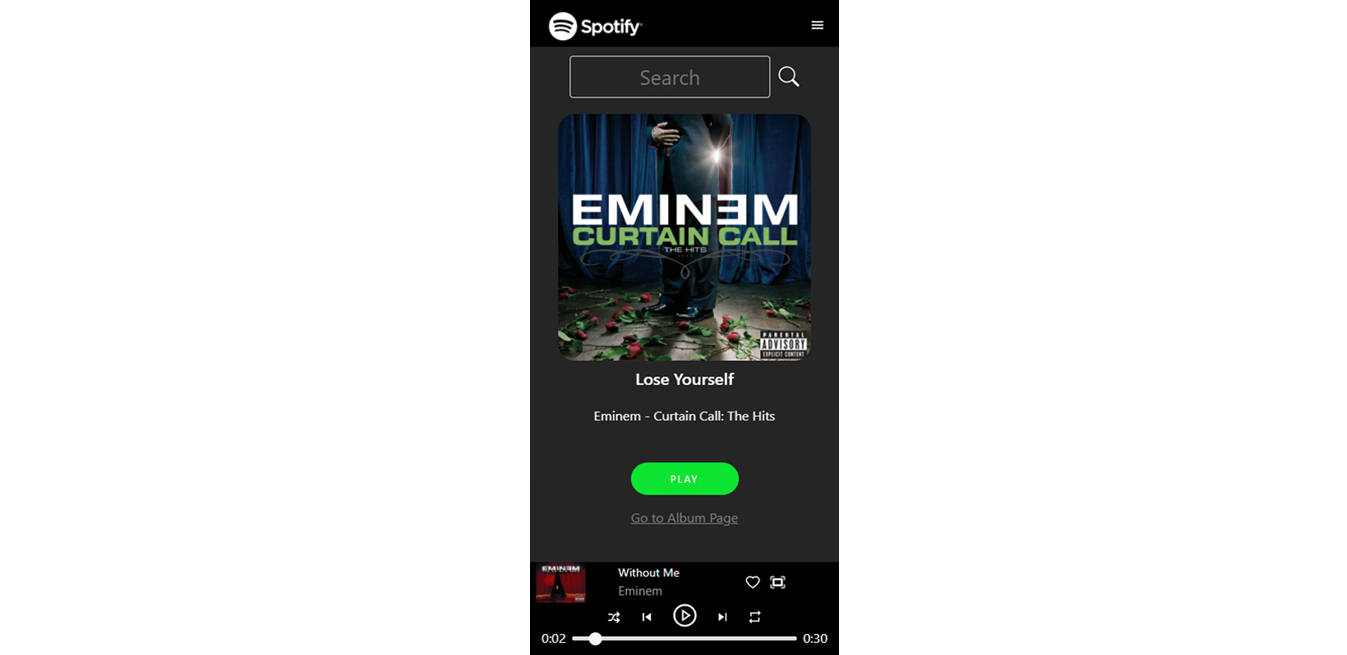 Spotify
Search
EMINEM
CURTAIN CALL
THE HITS
PARENTAL
ADVISORY
EXPLICIT CONTENT
Lose Yourself
Eminem - Curtain Call: The Hits
PLAY
Go to Album Page
EMINEM
Without Me
Eminem
0:02
0:30